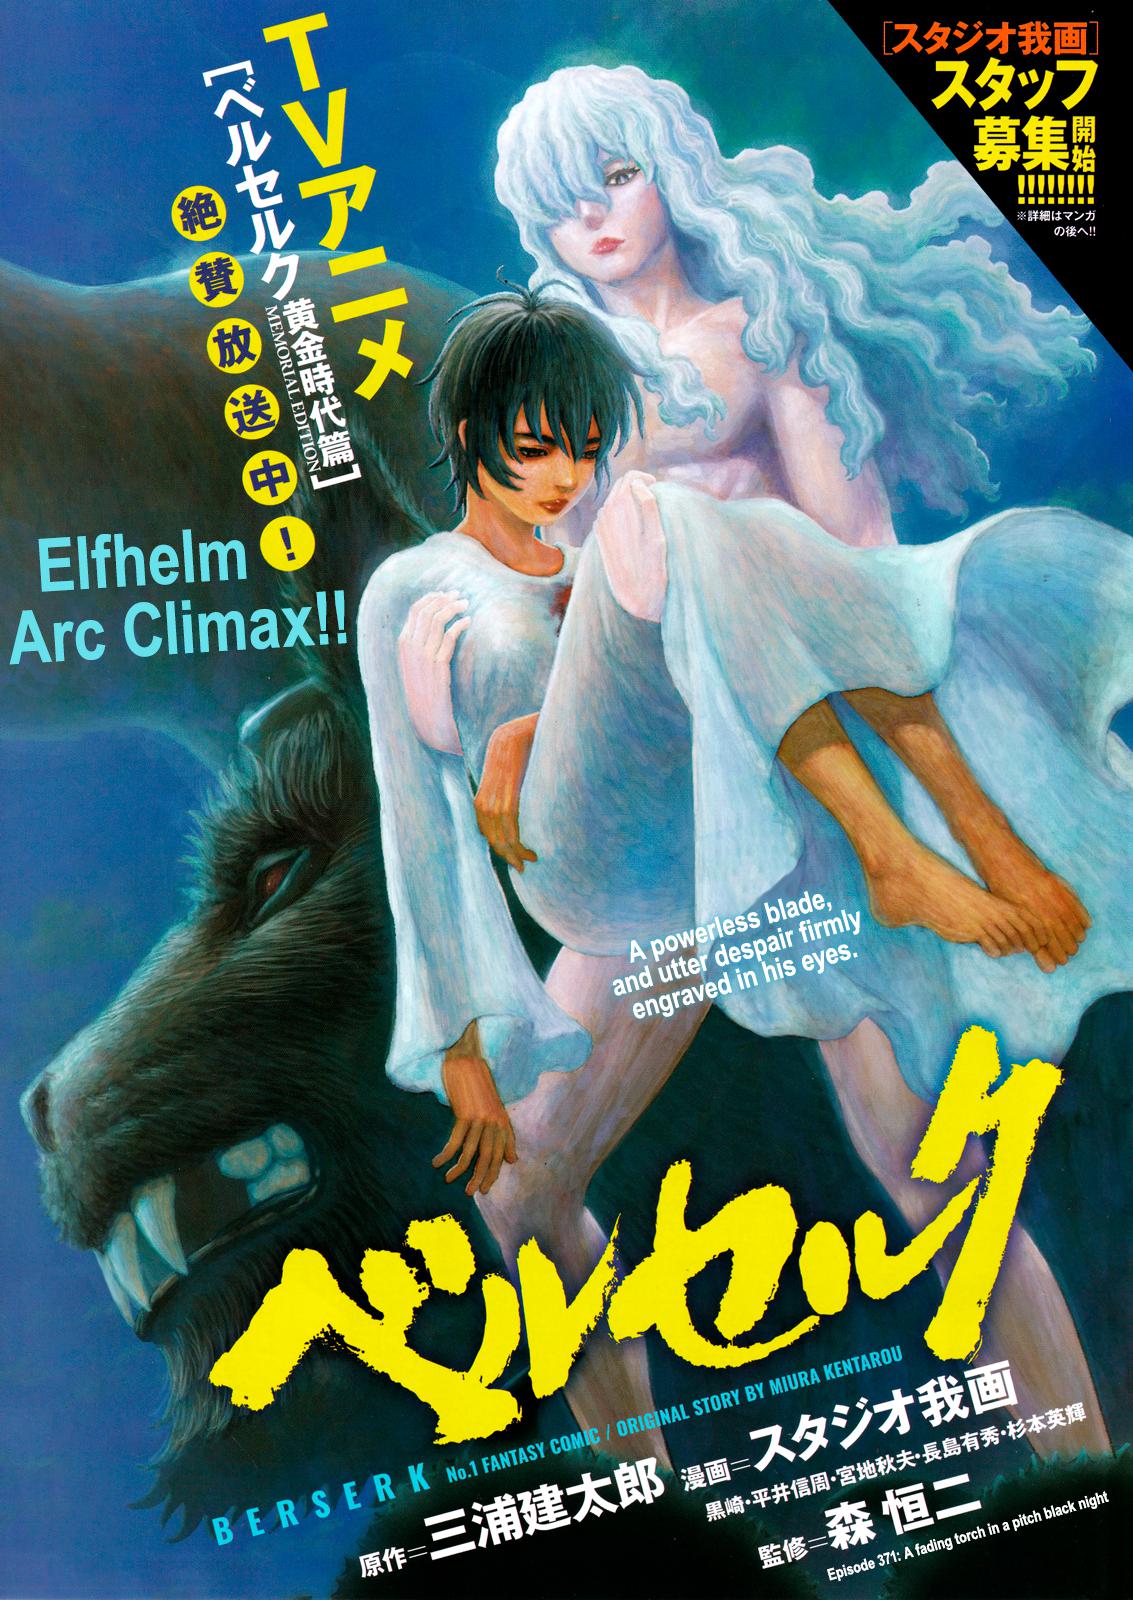 [スタジオ我画]
スタッフ
募集開始
!!!!!!!!
※詳細はマンガ
の後へ!!
TVアニメ
[ベルセルク黄金時代篇]
MEMORIAL EDITION
絶賛放送中!
Elfhelm
Arc Climax!!
A powerless blade,
and utter despair firmly
engraved in his eyes.
ベルセルク
BERSERK No.1 FANTASY COMIC / ORIGINAL STORY BY MIURA KENTAROU
原作=三浦建太郎
漫画=スタジオ我画
黒崎・平井信周・宮地秋夫・長島有秀・杉本英輝
監修=森 恒二
Episode 371: A fading torch in a pitch black night